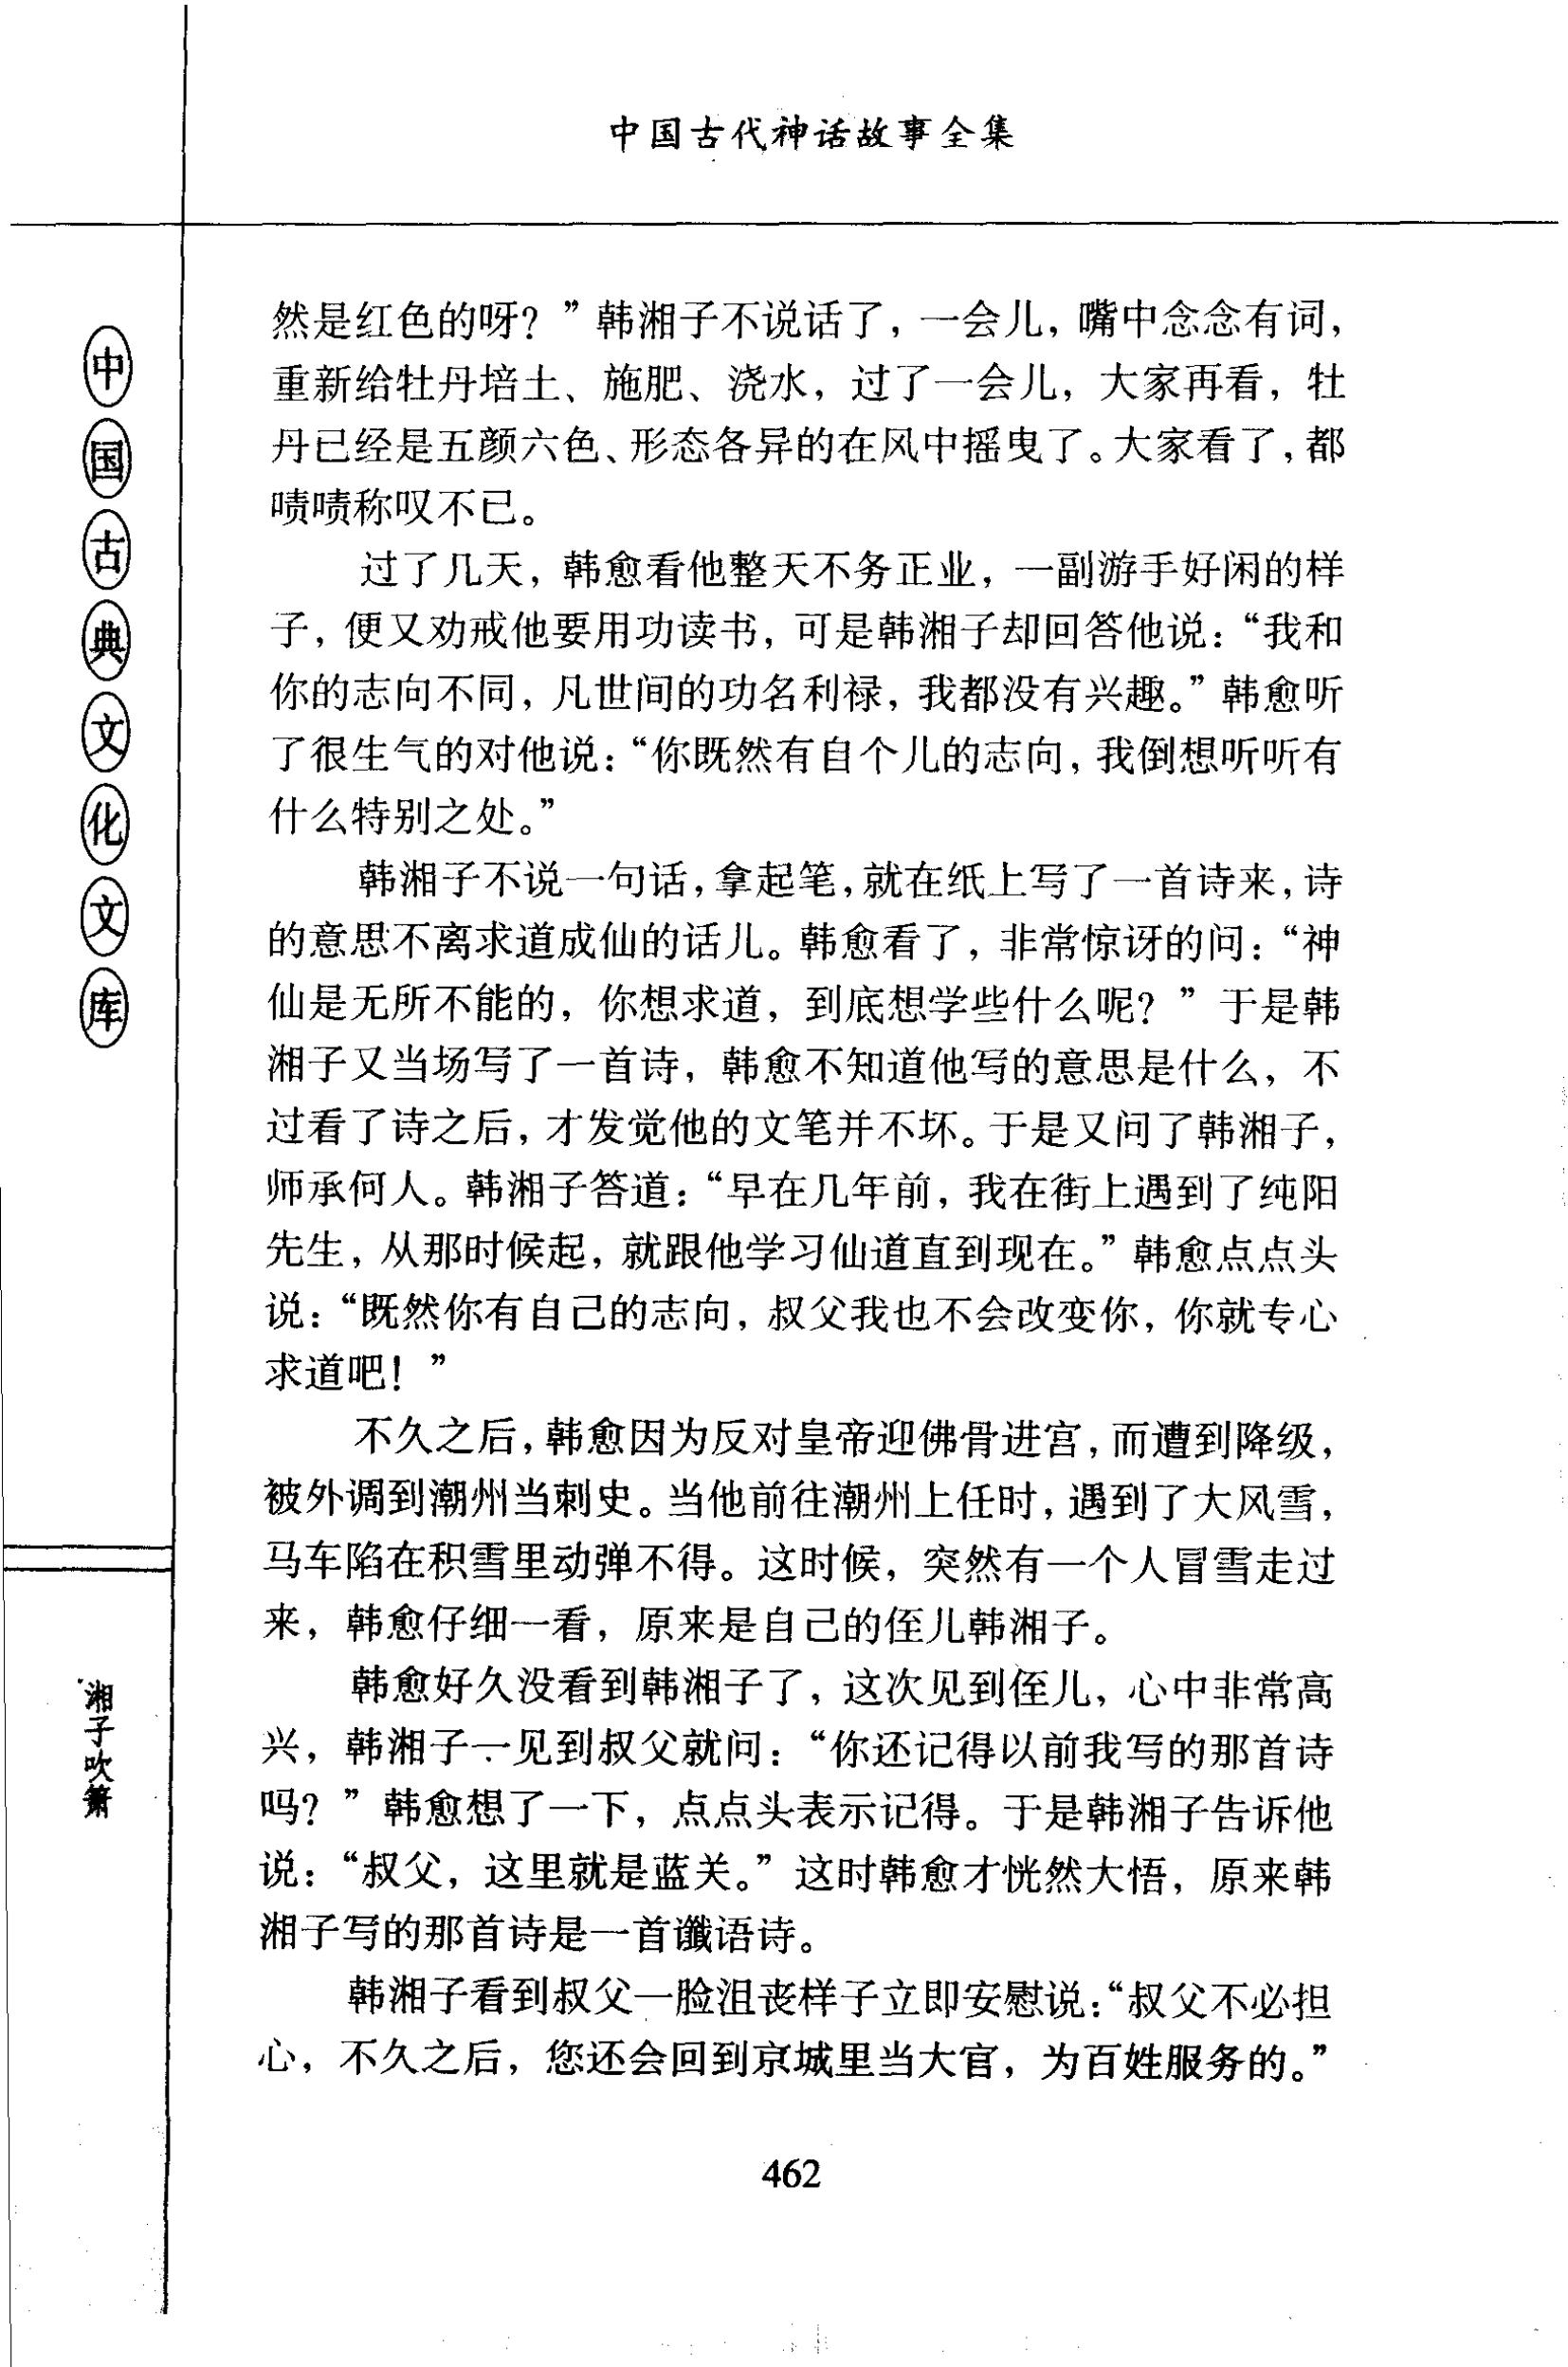 中国古代神话故事全集
中国古典文化文库
湘子吹箫
然是红色的呀？”韩湘子不说话了，一会儿，嘴中念念有词，
重新给牡丹培土、施肥、浇水，过了一会儿，大家再看，牡
丹已经是五颜六色、形态各异的在风中摇曳了。大家看了，都
啧啧称叹不已。
过了几天，韩愈看他整天不务正业，一副游手好闲的样
子，便又劝戒他要用功读书，可是韩湘子却回答他说：“我和
你的志向不同，凡世间的功名利禄，我都没有兴趣。”韩愈听
了很生气的对他说：“你既然有自个儿的志向，我倒想听听有
什么特别之处。”
韩湘子不说一句话，拿起笔，就在纸上写了一首诗来，诗
的意思不离求道成仙的话儿。韩愈看了，非常惊讶的问：“神
仙是无所不能的，你想求道，到底想学些什么呢？”于是韩
湘子又当场写了一首诗，韩愈不知道他写的意思是什么，不
过看了诗之后，才发觉他的文笔并不坏。于是又问了韩湘子，
师承何人。韩湘子答道：“早在几年前，我在街上遇到了纯阳
先生，从那时候起，就跟他学习仙道直到现在。”韩愈点点头
说：“既然你有自己的志向，叔父我也不会改变你，你就专心
求道吧！”
不久之后，韩愈因为反对皇帝迎佛骨进宫，而遭到降级，
被外调到潮州当刺史。当他前往潮州上任时，遇到了大风雪，
马车陷在积雪里动弹不得。这时候，突然有一个人冒雪走过
来，韩愈仔细一看，原来是自己的侄儿韩湘子。
韩愈好久没看到韩湘子了，这次见到侄儿，心中非常高
兴，韩湘子一见到叔父就问：“你还记得以前我写的那首诗
吗？”韩愈想了一下，点点头表示记得。于是韩湘子告诉他
说：“叔父，这里就是蓝关。”这时韩愈才恍然大悟，原来韩
湘子写的那首诗是一首谶语诗。
韩湘子看到叔父一脸沮丧样子立即安慰说：“叔父不必担
心，不久之后，您还会回到京城里当大官，为百姓服务的。”
462